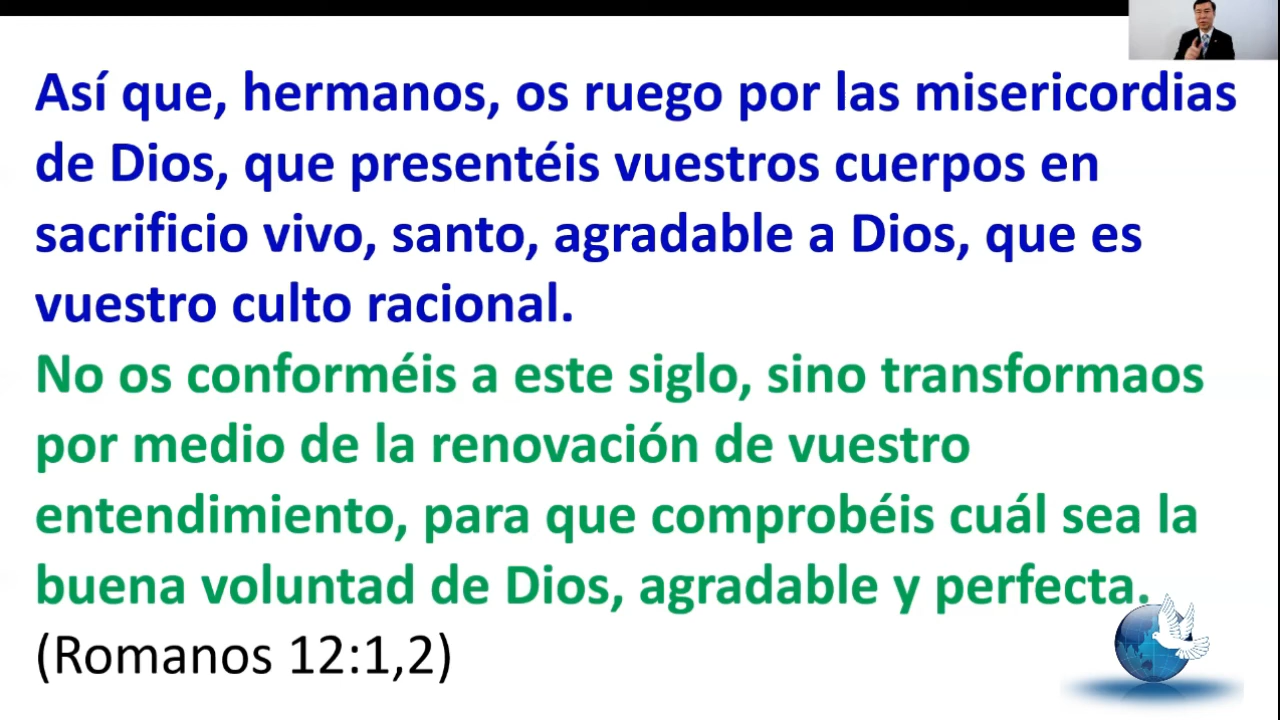 Así que, hermanos, os ruego por las misericordias
de Dios, que presentéis vuestros cuerpos en
sacrificio vivo, santo, agradable a Dios, que es
vuestro culto racional.
No os conforméis a este siglo, sino transformaos
por medio de la renovación de vuestro
entendimiento, para que comprobéis cuál sea la
buena voluntad de Dios, agradable y perfecta.
(Romanos 12:1,2)